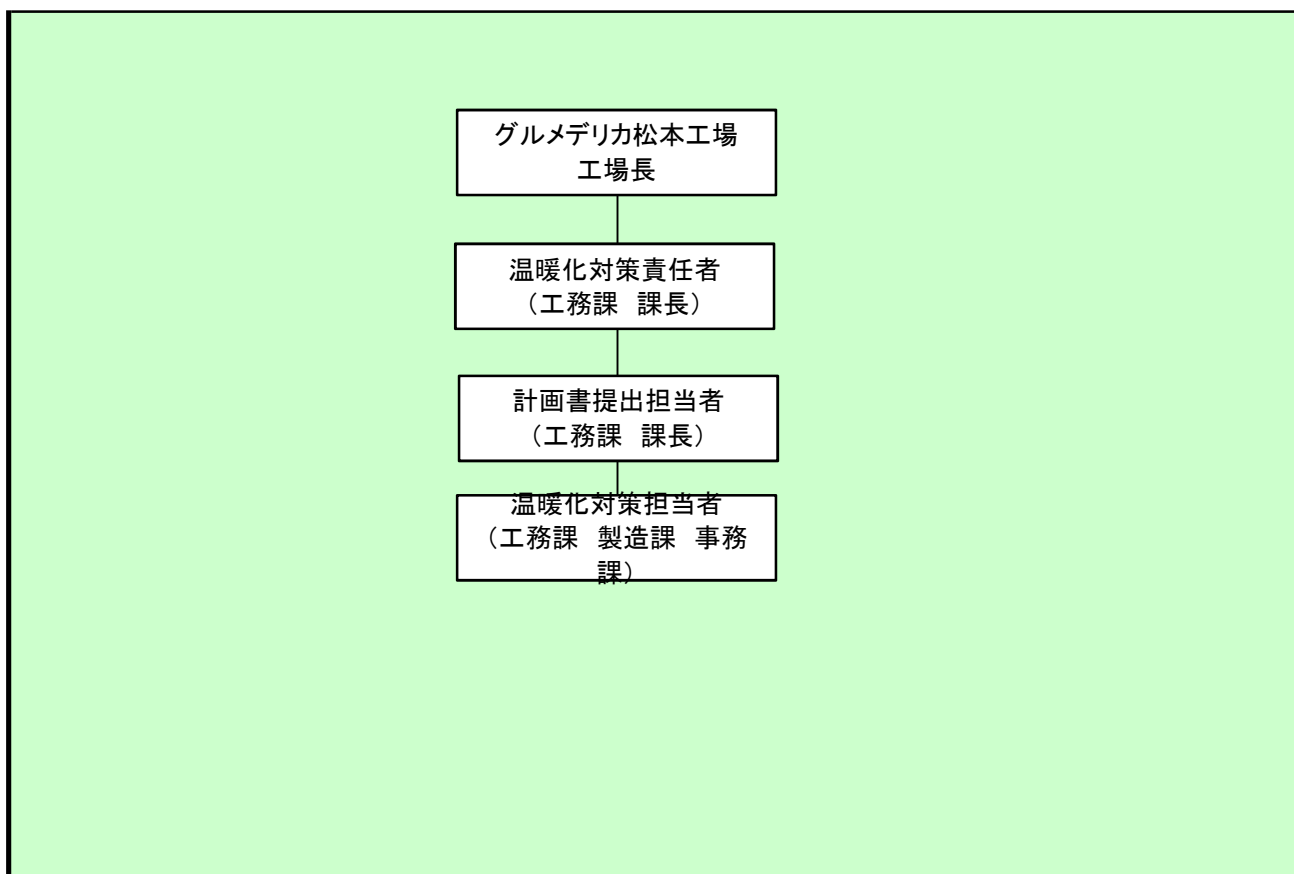 グルメデリカ松本工場
工場長
温暖化対策責任者
（工務課　課長）
計画書提出担当者
（工務課　課長）
温暖化対策担当者
（工務課　製造課　事務
課）